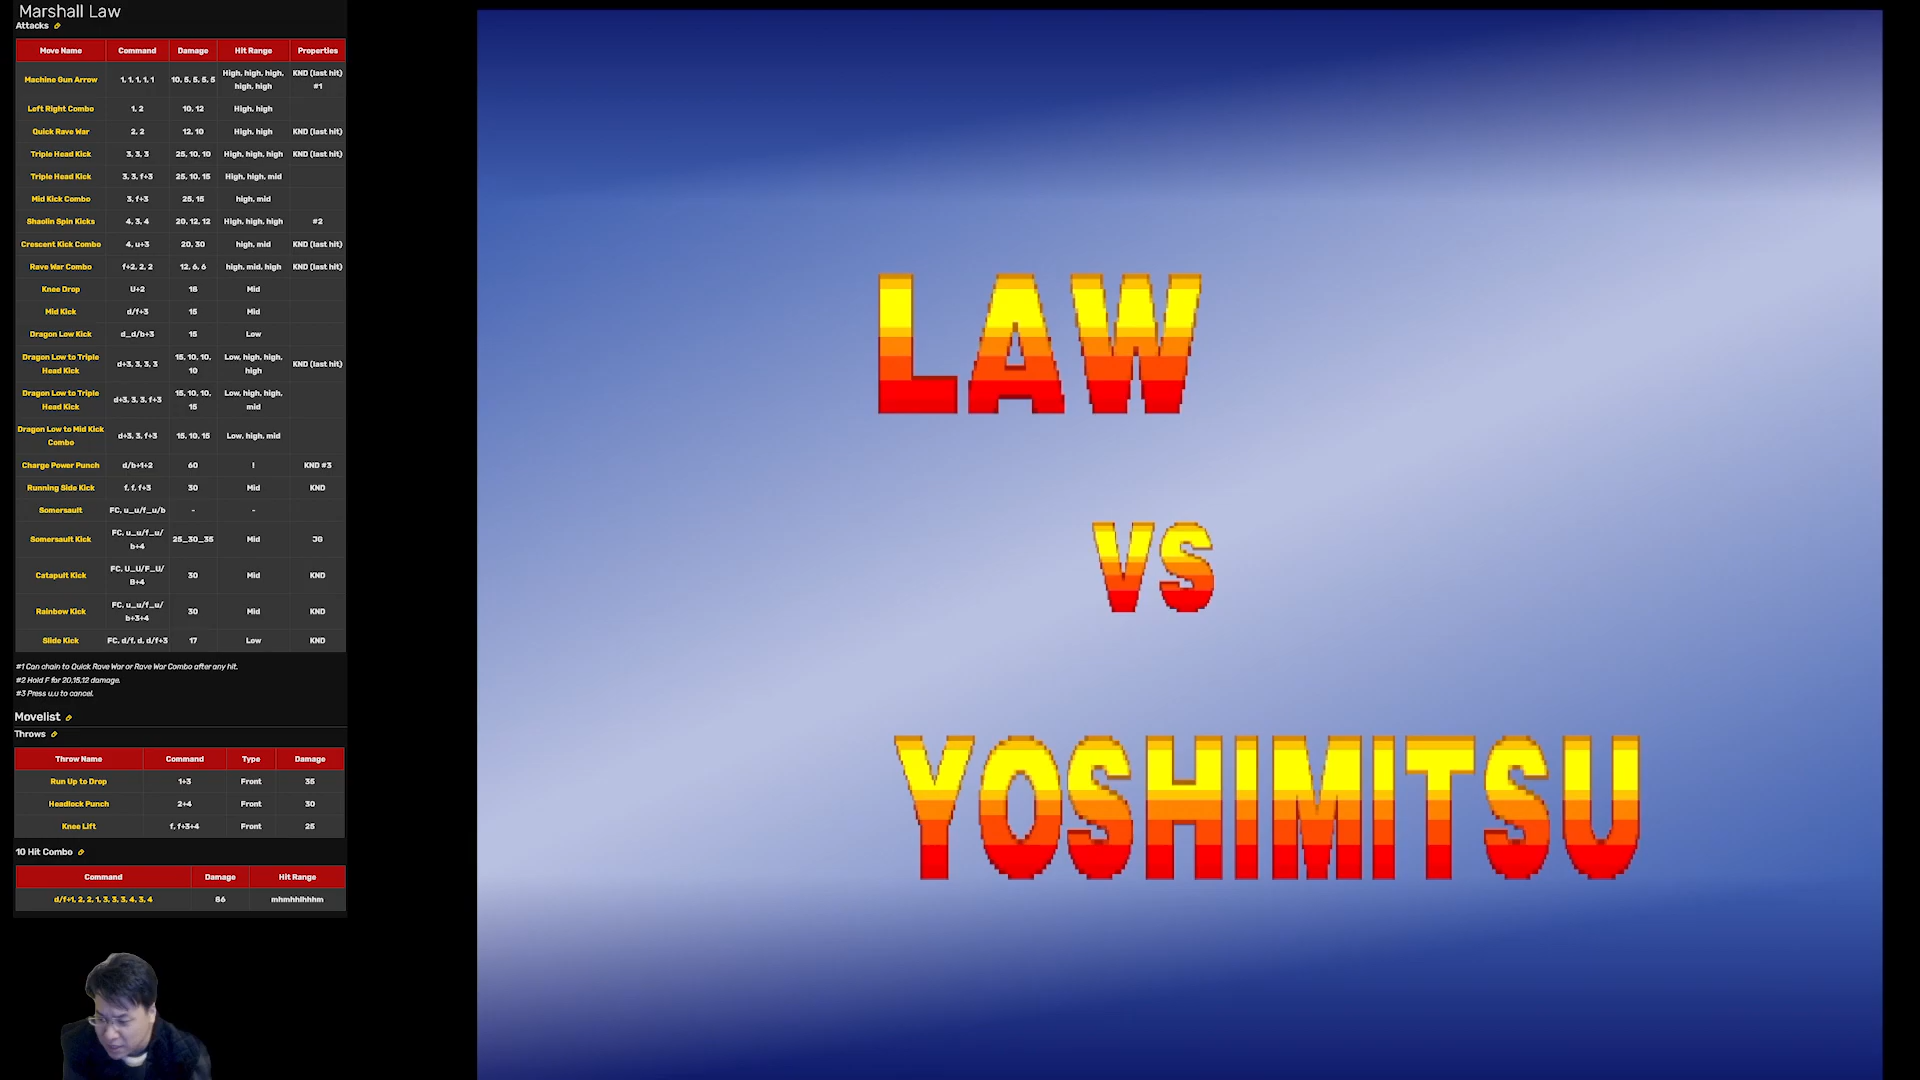 Marshall Law
Attacks
Move Name Command Damage Hit Range Properties
Machine Gun Arrow 1, 1, 1, 1, 1 10, 5, 5, 5, 5 High, high, high, high, high KND (last hit) #1
Left Right Combo 1, 2 10, 12 High, high
Quick Rave War 2, 2 12, 10 High, high KND (last hit)
Triple Head Kick 3, 3, 3 25, 10, 10 High, high, high KND (last hit)
Triple Head Kick 3, 3, f+3 25, 10, 15 High, high, mid
Mid Kick Combo 3, f+3 25, 15 high, mid
Shaolin Spin Kicks 4, 3, 4 20, 12, 12 High, high, high #2
Crescent Kick Combo 4, u+3 20, 30 high, mid KND (last hit)
Rave War Combo f+2, 2, 2 12, 6, 6 high, mid, high KND (last hit)
Knee Drop U+2 18 Mid
Mid Kick d/f+3 15 Mid
Dragon Low Kick d_d/b+3 15 Low
Dragon Low to Triple Head Kick d+3, 3, 3, 3 15, 10, 10, 10 Low, high, high, high KND (last hit)
Dragon Low to Triple Head Kick d+3, 3, 3, f+3 15, 10, 10, 15 Low, high, high, mid
Dragon Low to Mid Kick Combo d+3, 3, f+3 15, 10, 15 Low, high, mid
Charge Power Punch d/b+1+2 60 ! KND #3
Running Side Kick f, f, f+3 30 Mid KND
Somersault FC, u_u/f_u/b - -
Somersault Kick FC, u_u/f_u/b+4 25_30_35 Mid JG
Catapult Kick FC, U_U/F_U/B+4 30 Mid KND
Rainbow Kick FC, u_u/f_u/b+3+4 30 Mid KND
Slide Kick FC, d/f, d, d/f+3 17 Low KND
#1 Can chain to Quick Rave War or Rave War Combo after any hit.
#2 Hold F for 20,15,12 damage.
#3 Press u,u to cancel.
Movelist
Throws
Throw Name Command Type Damage
Run Up to Drop 1+3 Front 35
Headlock Punch 2+4 Front 30
Knee Lift f, f+3+4 Front 25
10 Hit Combo
Command Damage Hit Range
d/f+1, 2, 2, 1, 3, 3, 3, 4, 3, 4 86 mhmhhlhhhm
LAW
VS
YOSHIMITSU